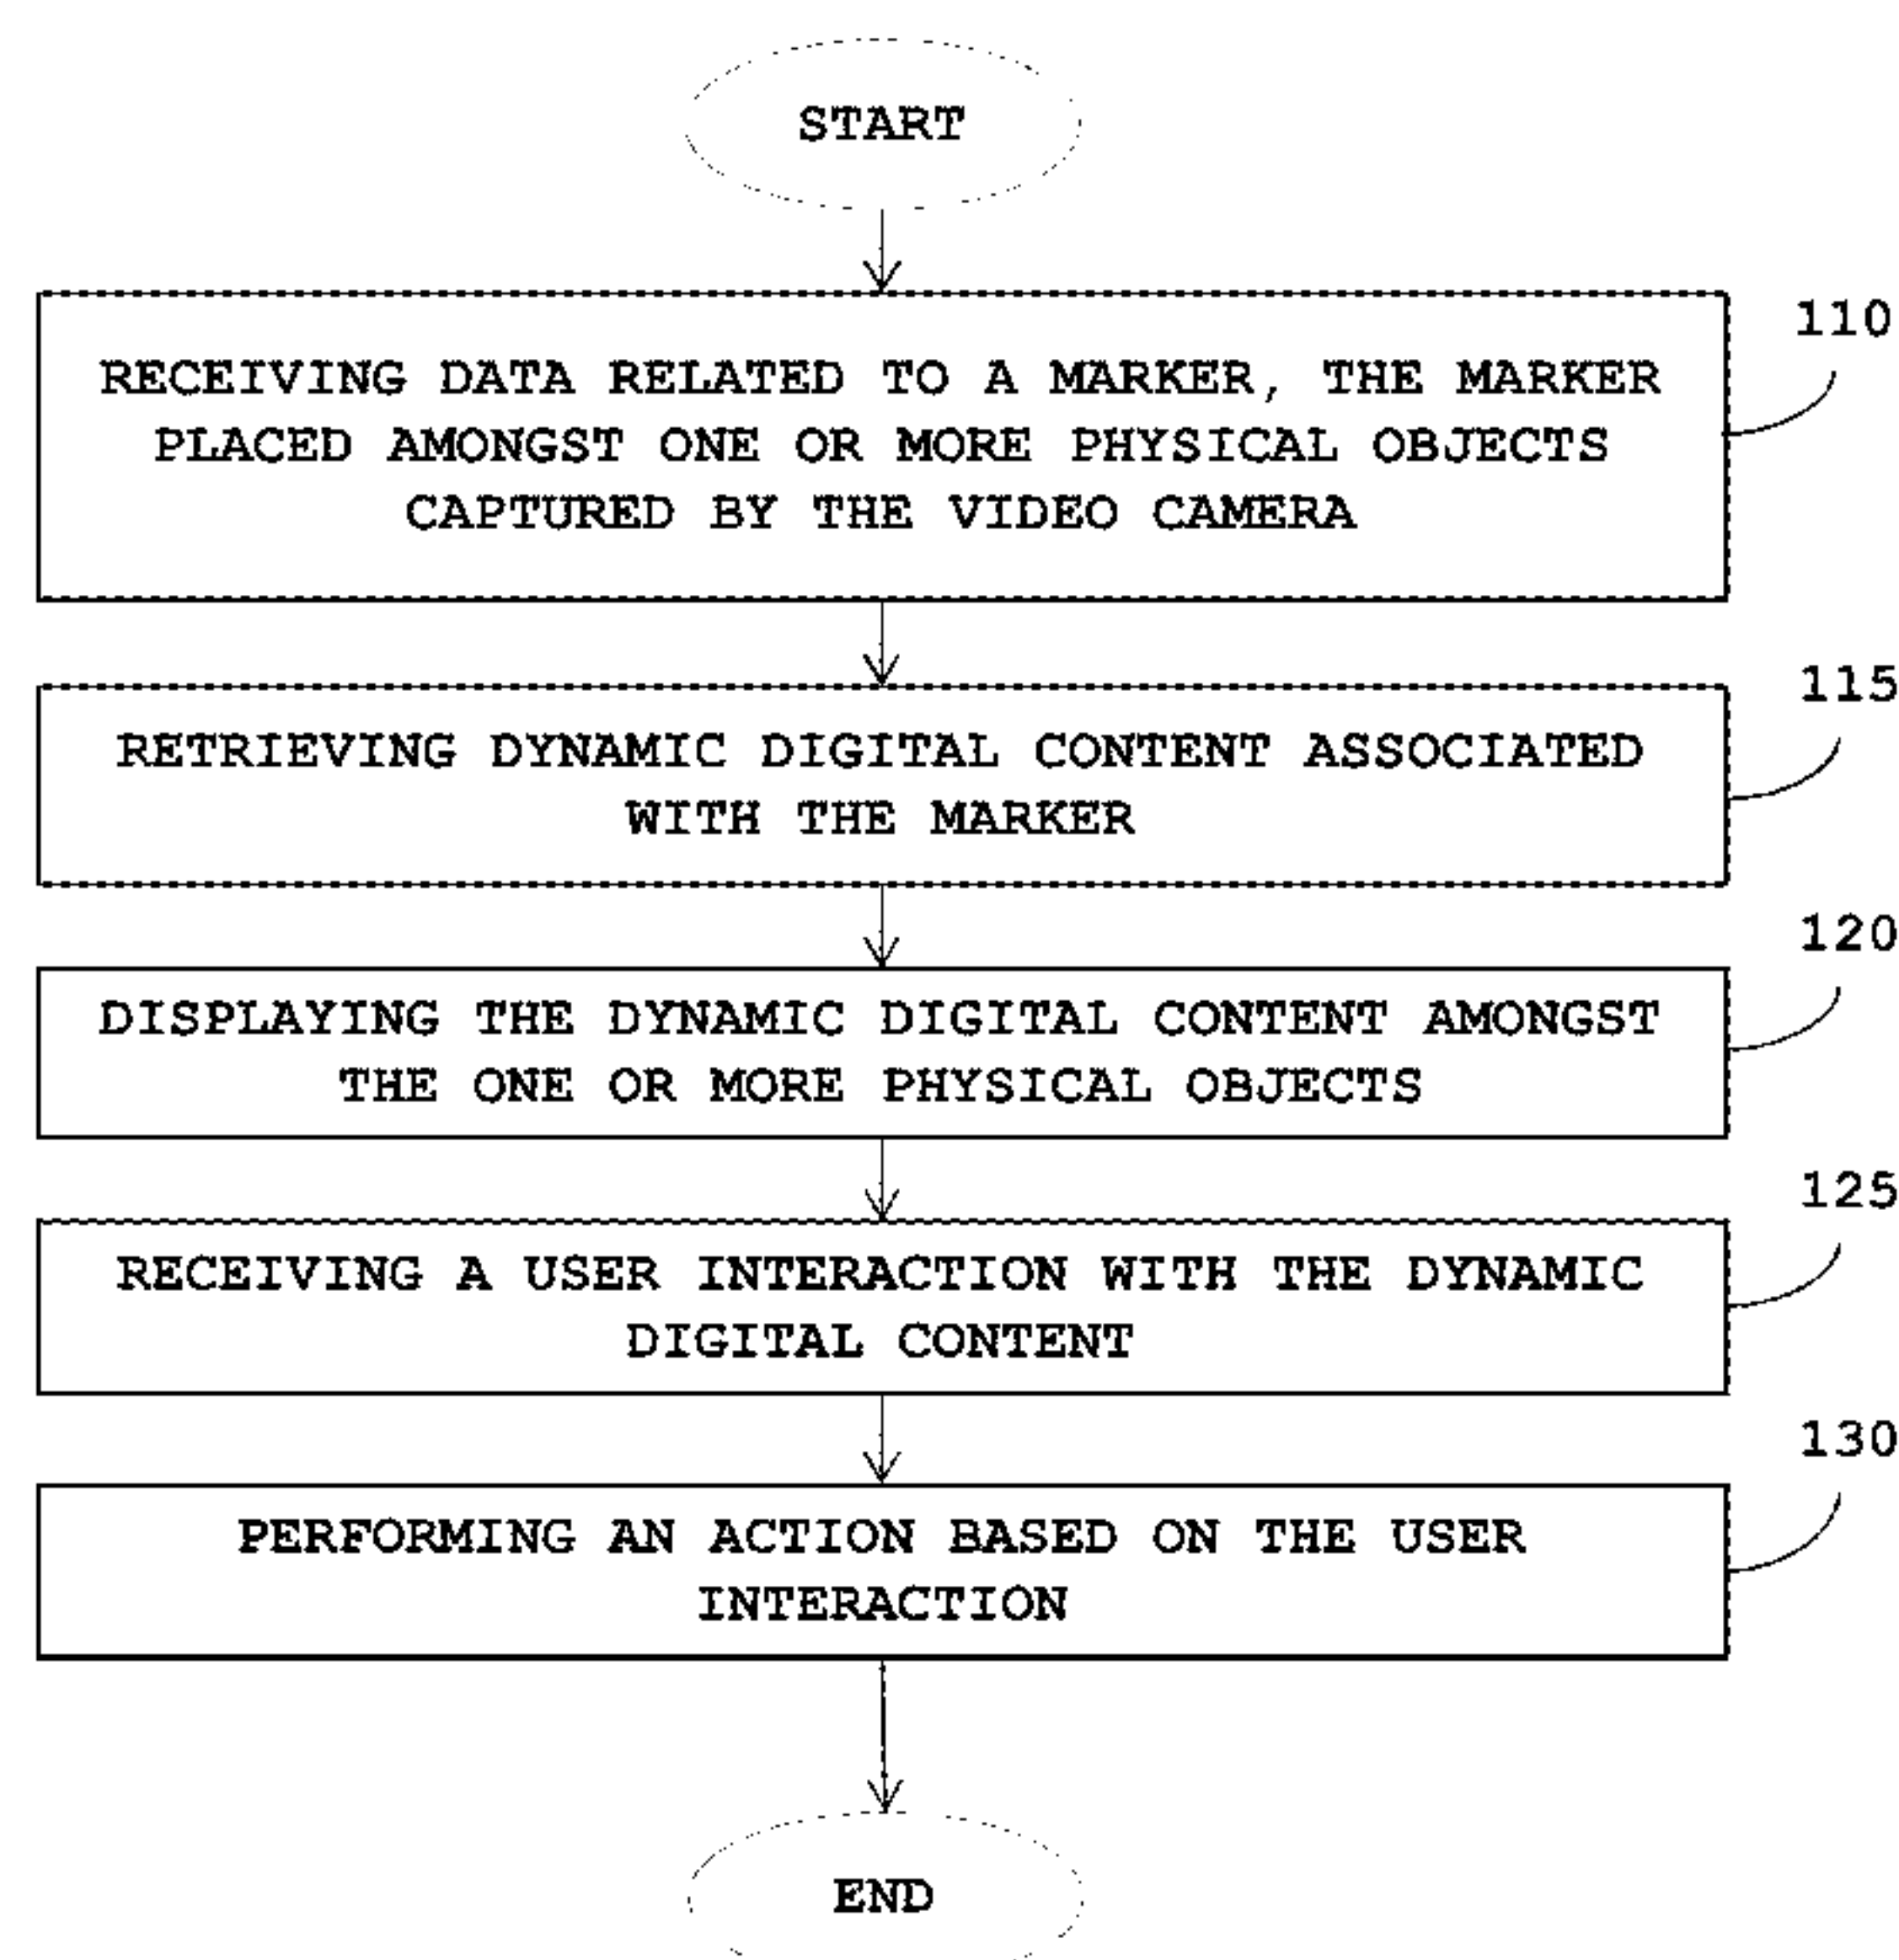 START
110
RECEIVING DATA RELATED TO A MARKER, THE MARKER
PLACED AMONGST ONE OR MORE PHYSICAL OBJECTS
CAPTURED BY THE VIDEO CAMERA
115
RETRIEVING DYNAMIC DIGITAL CONTENT ASSOCIATED
WITH THE MARKER
120
DISPLAYING THE DYNAMIC DIGITAL CONTENT AMONGST
THE ONE OR MORE PHYSICAL OBJECTS
125
RECEIVING A USER INTERACTION WITH THE DYNAMIC
DIGITAL CONTENT
130
PERFORMING AN ACTION BASED ON THE USER
INTERACTION
END